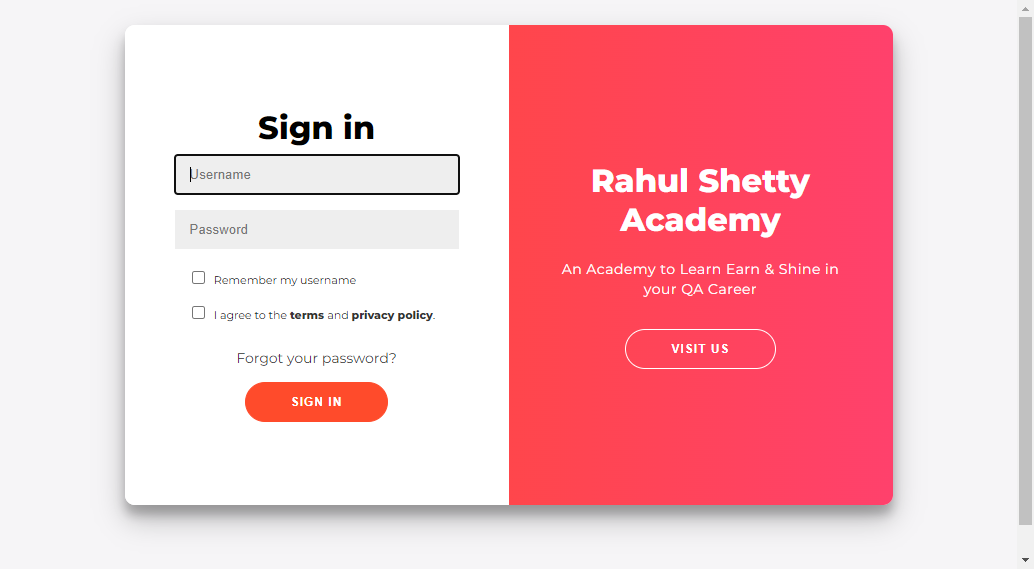 Sign in
Username
Password
Remember my username
I agree to the terms and privacy policy.
Forgot your password?
SIGN IN
Rahul Shetty
Academy
An Academy to Learn Earn & Shine in
your QA Career
VISIT US